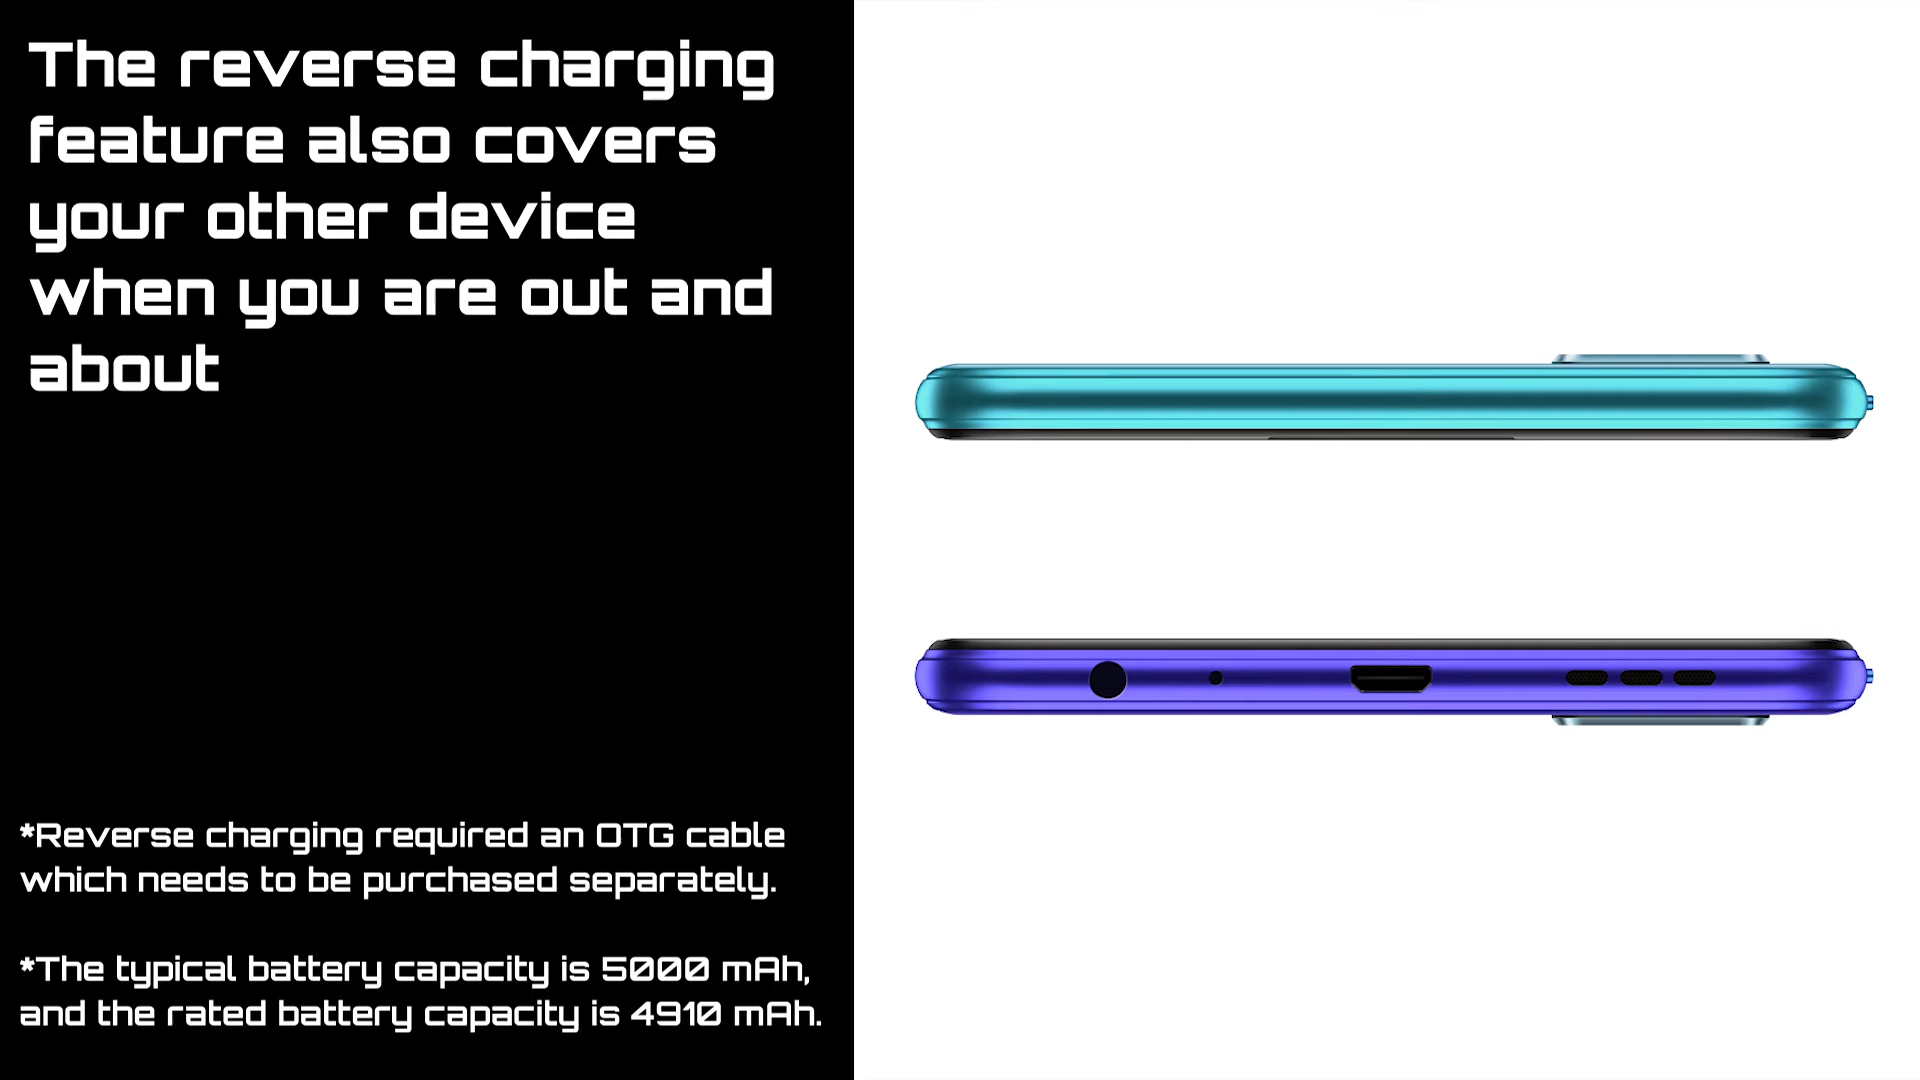 The reverse charging
feature also covers
your other device
when you are out and
about
*Reverse charging required an OTG cable
which needs to be purchased separately.
*The typical battery capacity is 5000 mAh,
and the rated battery capacity is 4910 mAh.